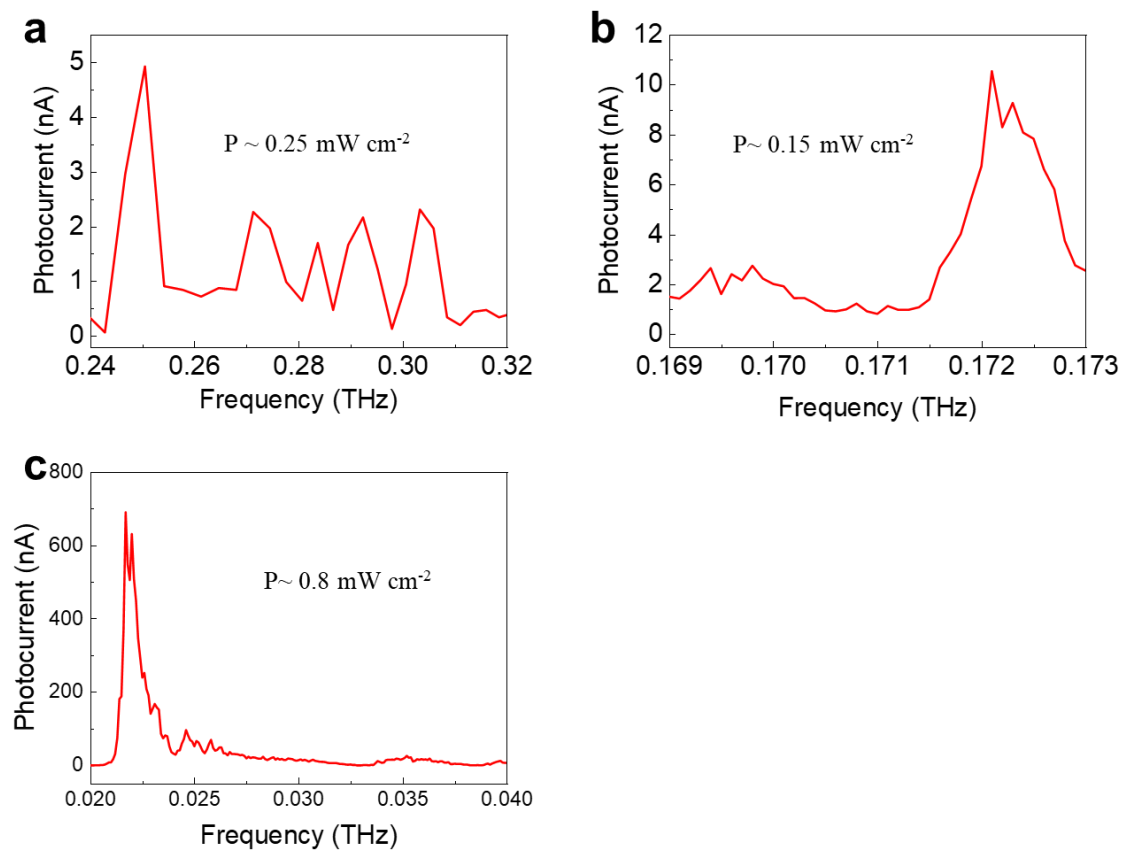 a
Photocurrent (nA)
5
4
3
2
1
0
P ~ 0.25 mW cm⁻²
0.24 0.26 0.28 0.30 0.32
Frequency (THz)
b
Photocurrent (nA)
12
10
8
6
4
2
0
P~ 0.15 mW cm⁻²
0.169 0.170 0.171 0.172 0.173
Frequency (THz)
c
Photocurrent (nA)
800
600
400
200
0
P~ 0.8 mW cm⁻²
0.020 0.025 0.030 0.035 0.040
Frequency (THz)